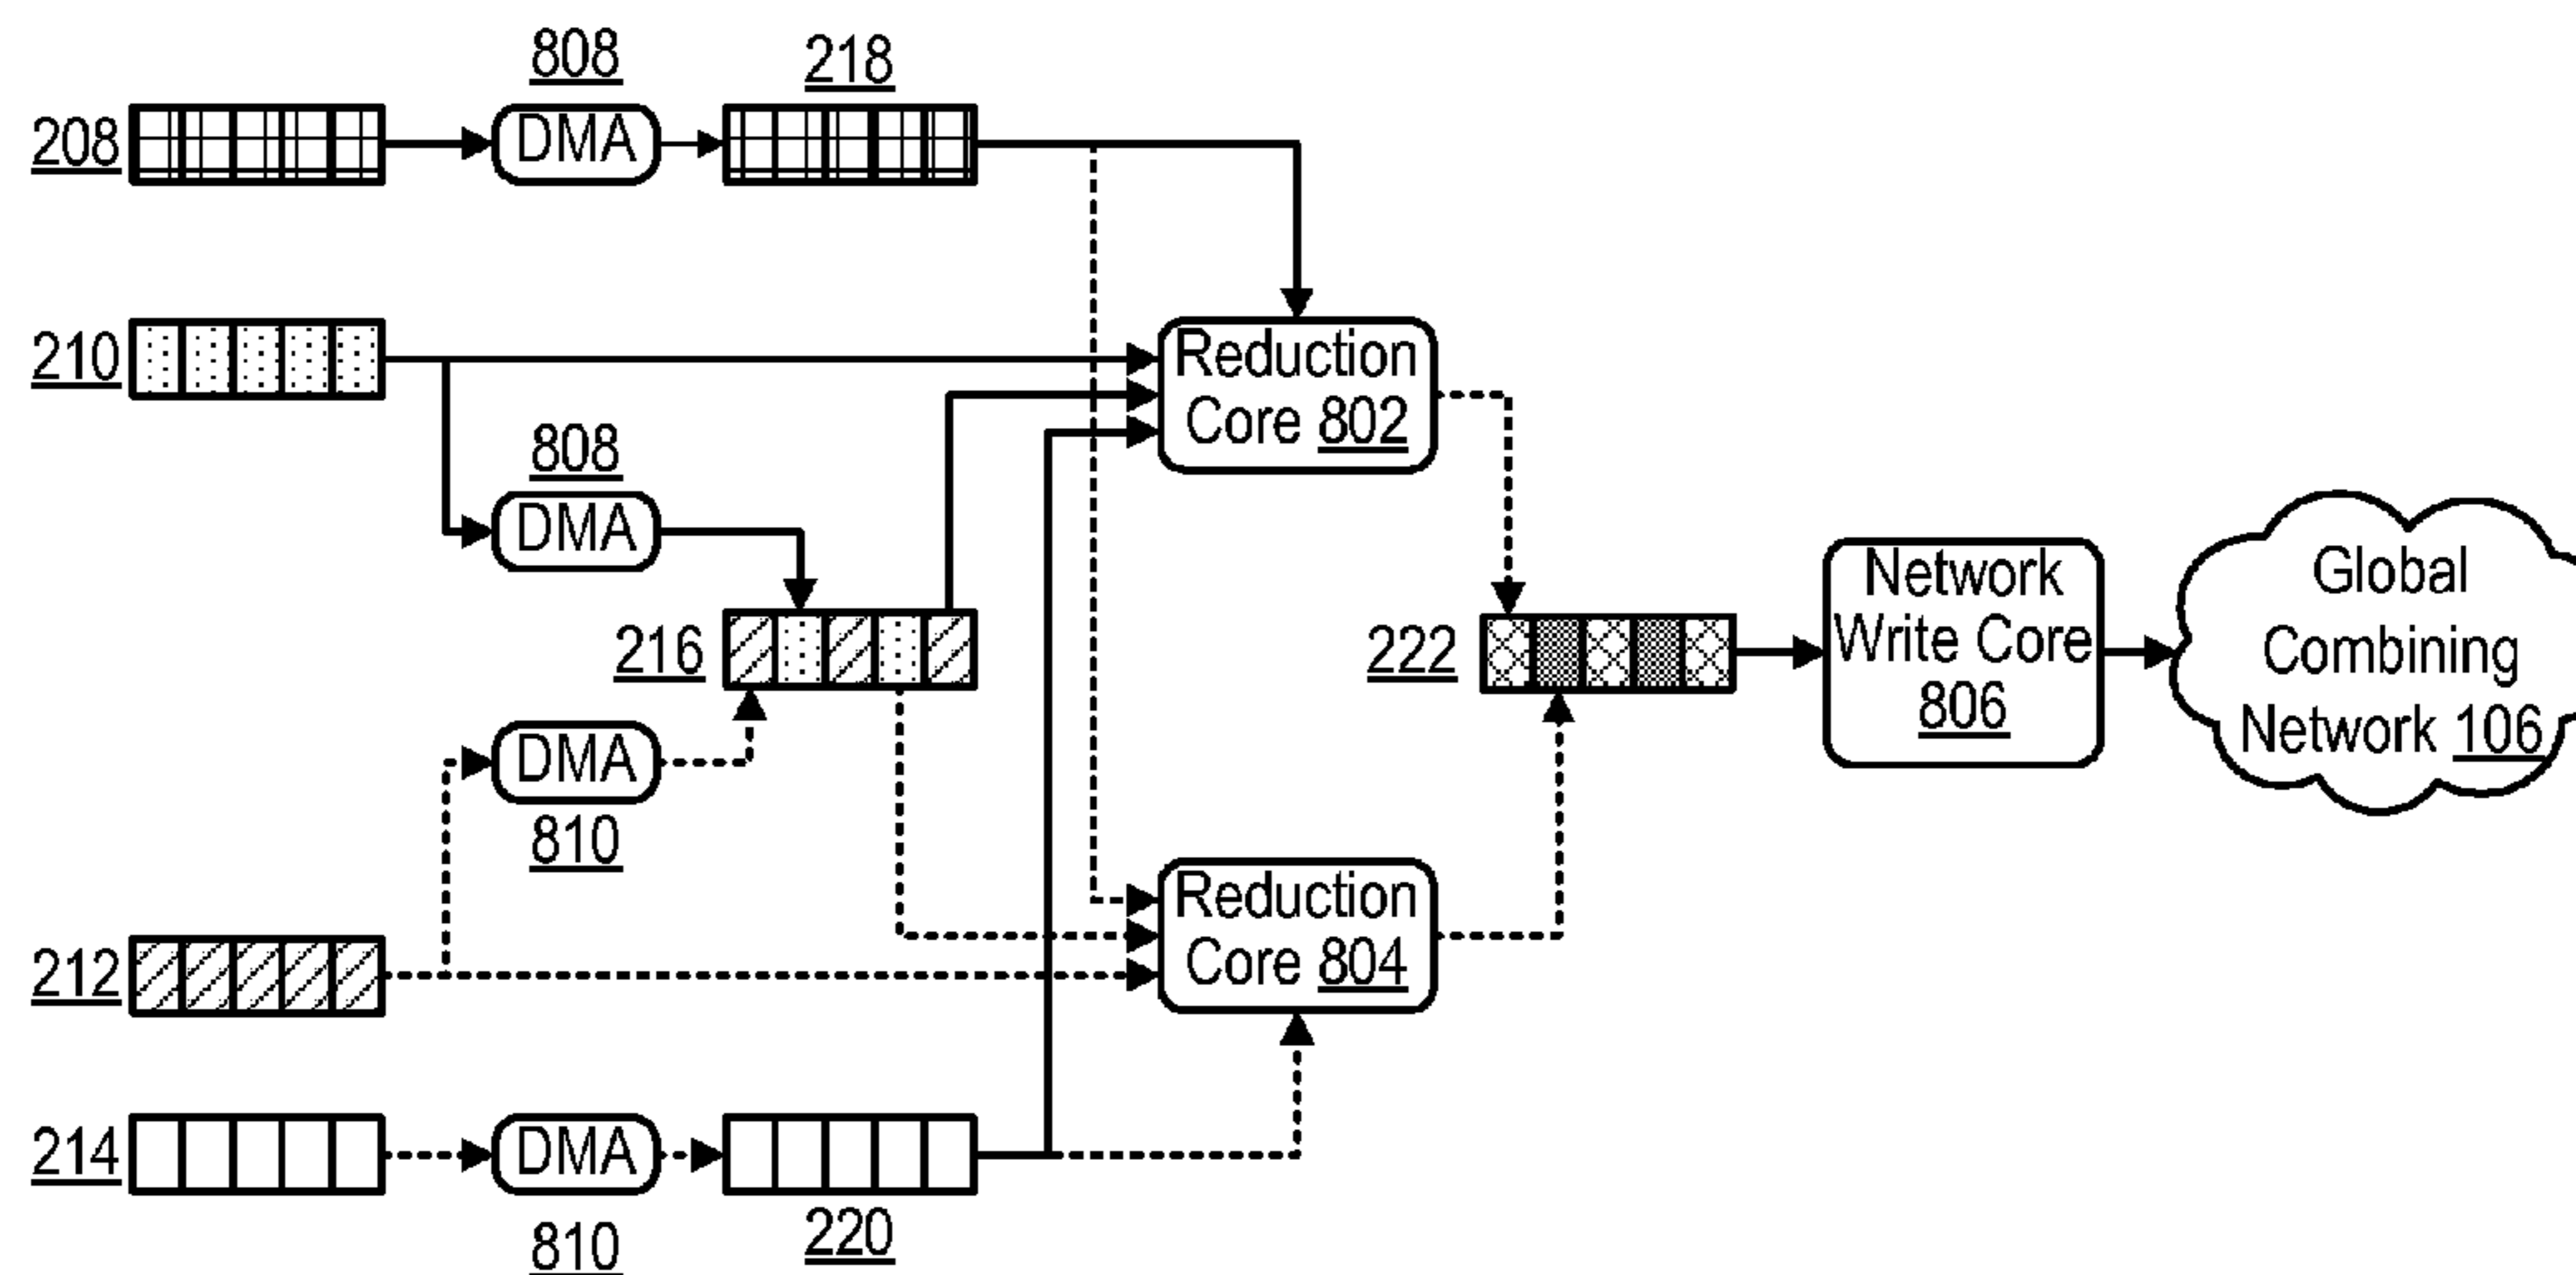 808
218
208
DMA
210
Reduction
Core 802
808
DMA
216
222
Network
Write Core
806
Global
Combining
Network 106
DMA
810
Reduction
Core 804
212
214
DMA
810
220